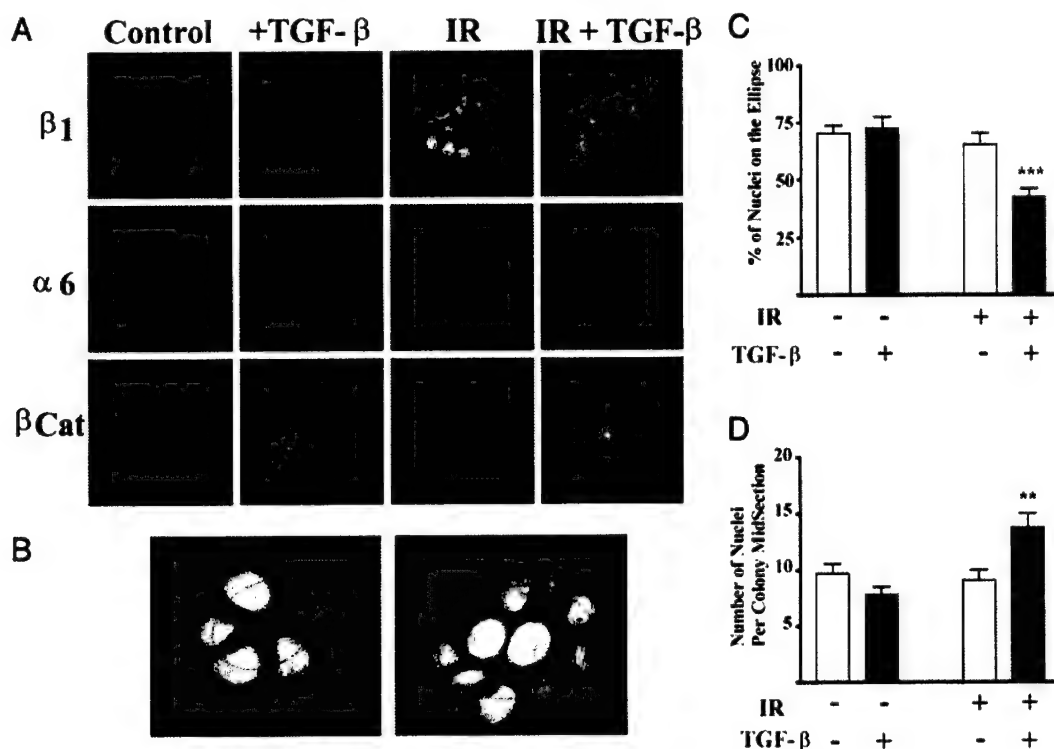 A
Control +TGF-β IR IR + TGF-β
β1
α 6
βCat
B
C
% of Nuclei on the Ellipse
100
75
50
25
***
IR - - + +
TGF-β - + - +
D
Number of Nuclei
Per Colony MidSection
20
15
10
5
**
IR - - + +
TGF-β - + - +